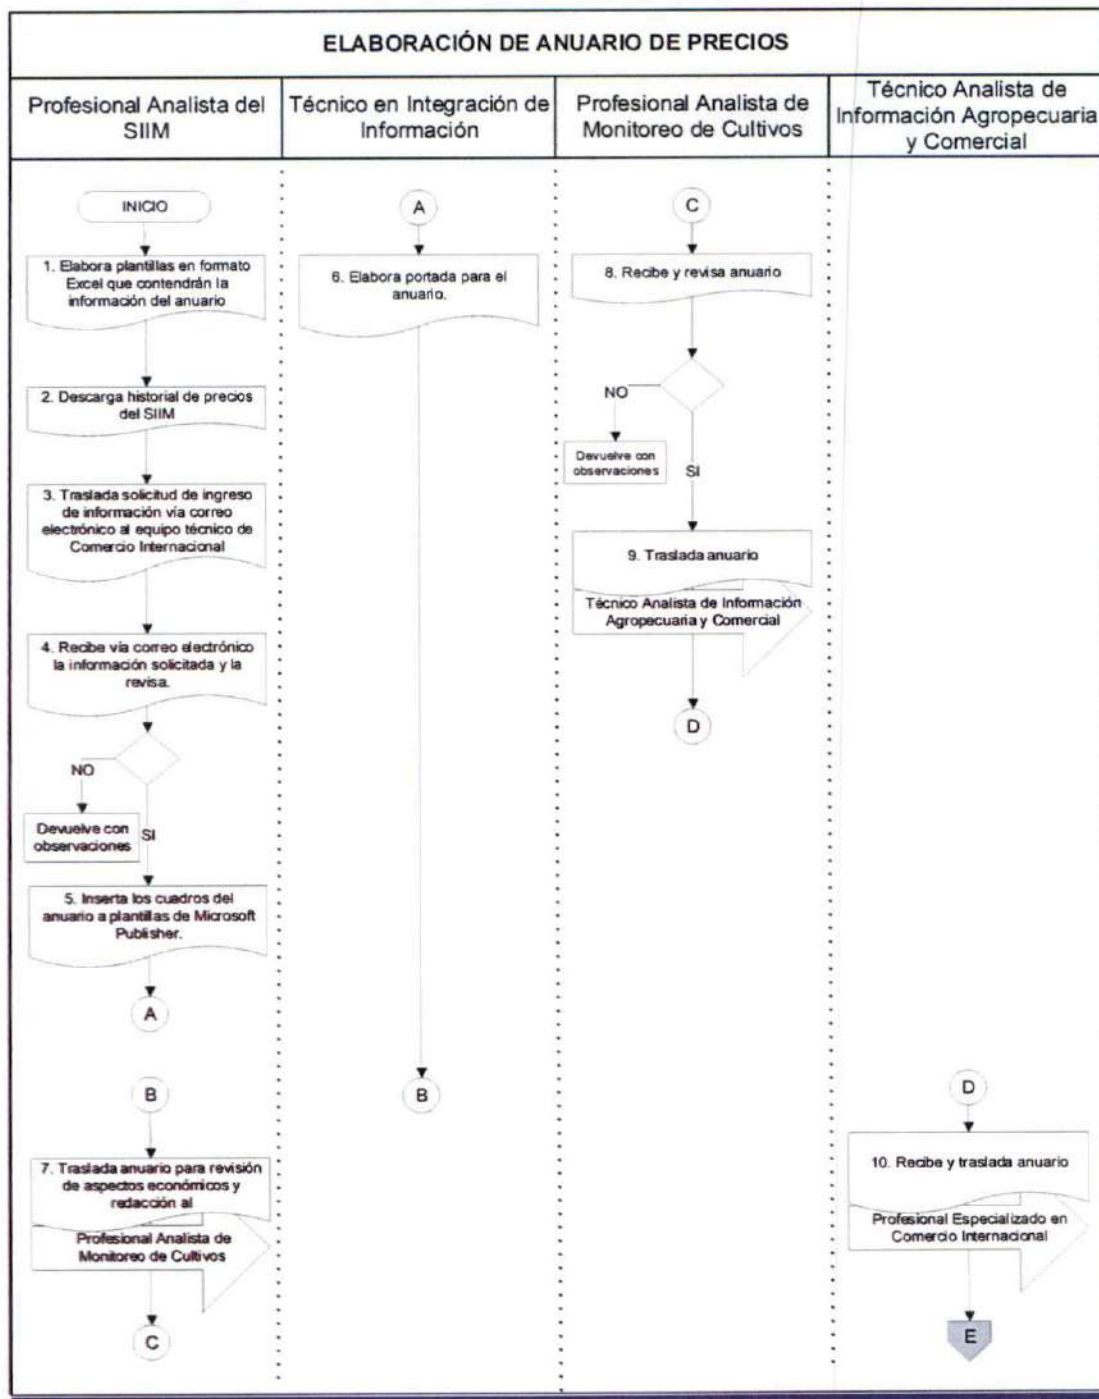 ELABORACIÓN DE ANUARIO DE PRECIOS
Profesional Analista del
SIIM
Técnico en Integración de
Información
Profesional Analista de
Monitoreo de Cultivos
Técnico Analista de
Información Agropecuaria
y Comercial
INICIO
1. Elabora plantillas en formato
Excel que contendrán la
información del anuario
2. Descarga historial de precios
del SIIM
3. Traslada solicitud de ingreso
de información vía correo
electrónico al equipo técnico de
Comercio Internacional
4. Recibe vía correo electrónico
la información solicitada y la
revisa.
NO
Devuelve con
observaciones
SI
5. Inserta los cuadros del
anuario a plantillas de Microsoft
Publisher.
A
B
7. Traslada anuario para revisión
de aspectos económicos y
redacción al
Profesional Analista de
Monitoreo de Cultivos
C
A
6. Elabora portada para el
anuario.
B
C
8. Recibe y revisa anuario
NO
Devuelve con
observaciones
SI
9. Traslada anuario
Técnico Analista de Información
Agropecuaria y Comercial
D
D
10. Recibe y traslada anuario
Profesional Especializado en
Comercio Internacional
E